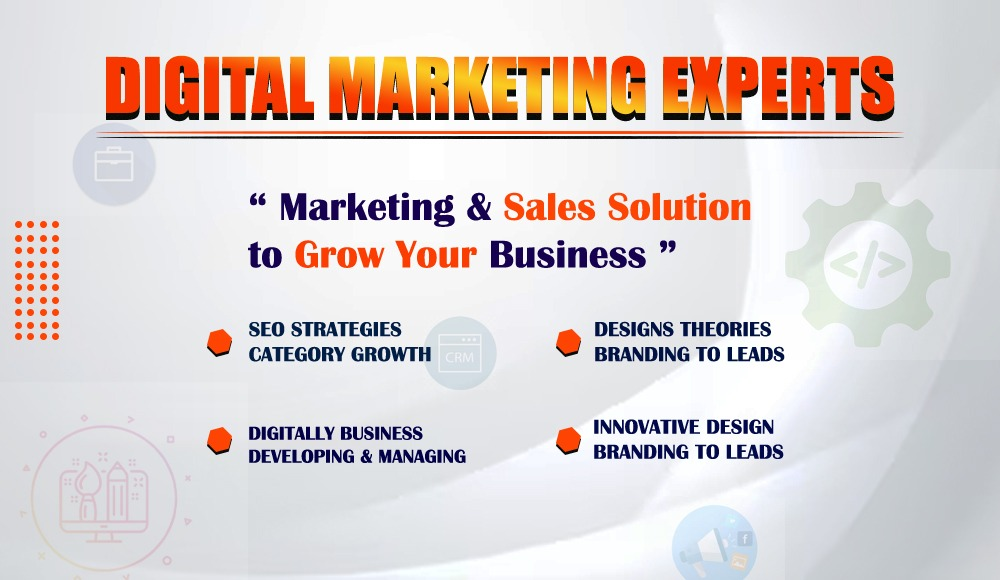 DIGITAL MARKETING EXPERTS
“ Marketing & Sales Solution
to Grow Your Business ”
SEO STRATEGIES
CATEGORY GROWTH
DESIGNS THEORIES
BRANDING TO LEADS
CRM
DIGITALLY BUSINESS
DEVELOPING & MANAGING
INNOVATIVE DESIGN
BRANDING TO LEADS